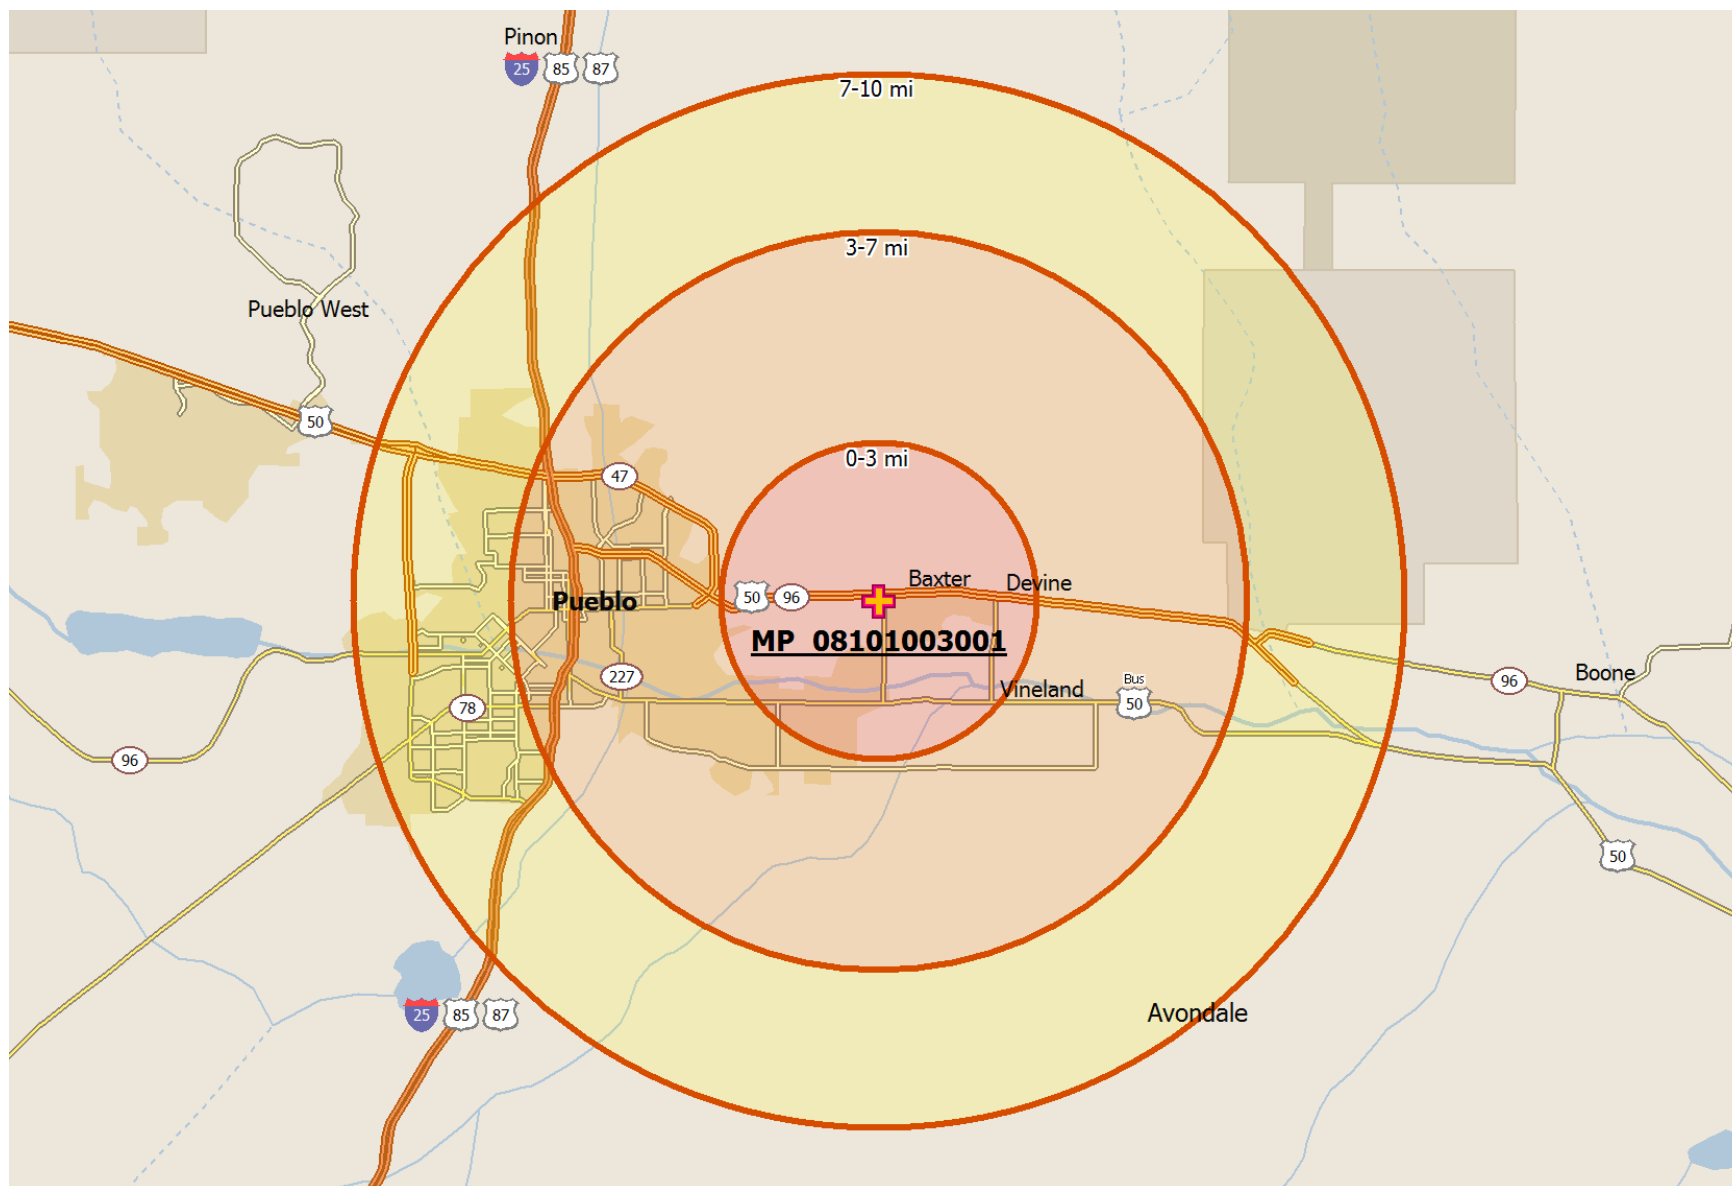 Pinon
25 85 87
7-10 mi
3-7 mi
Pueblo West
50
0-3 mi
47
Baxter
Devine
50 96
Pueblo
MP 08101003001
227
Vineland
Bus
50
78
96
Boone
96
50
25 85 87
Avondale